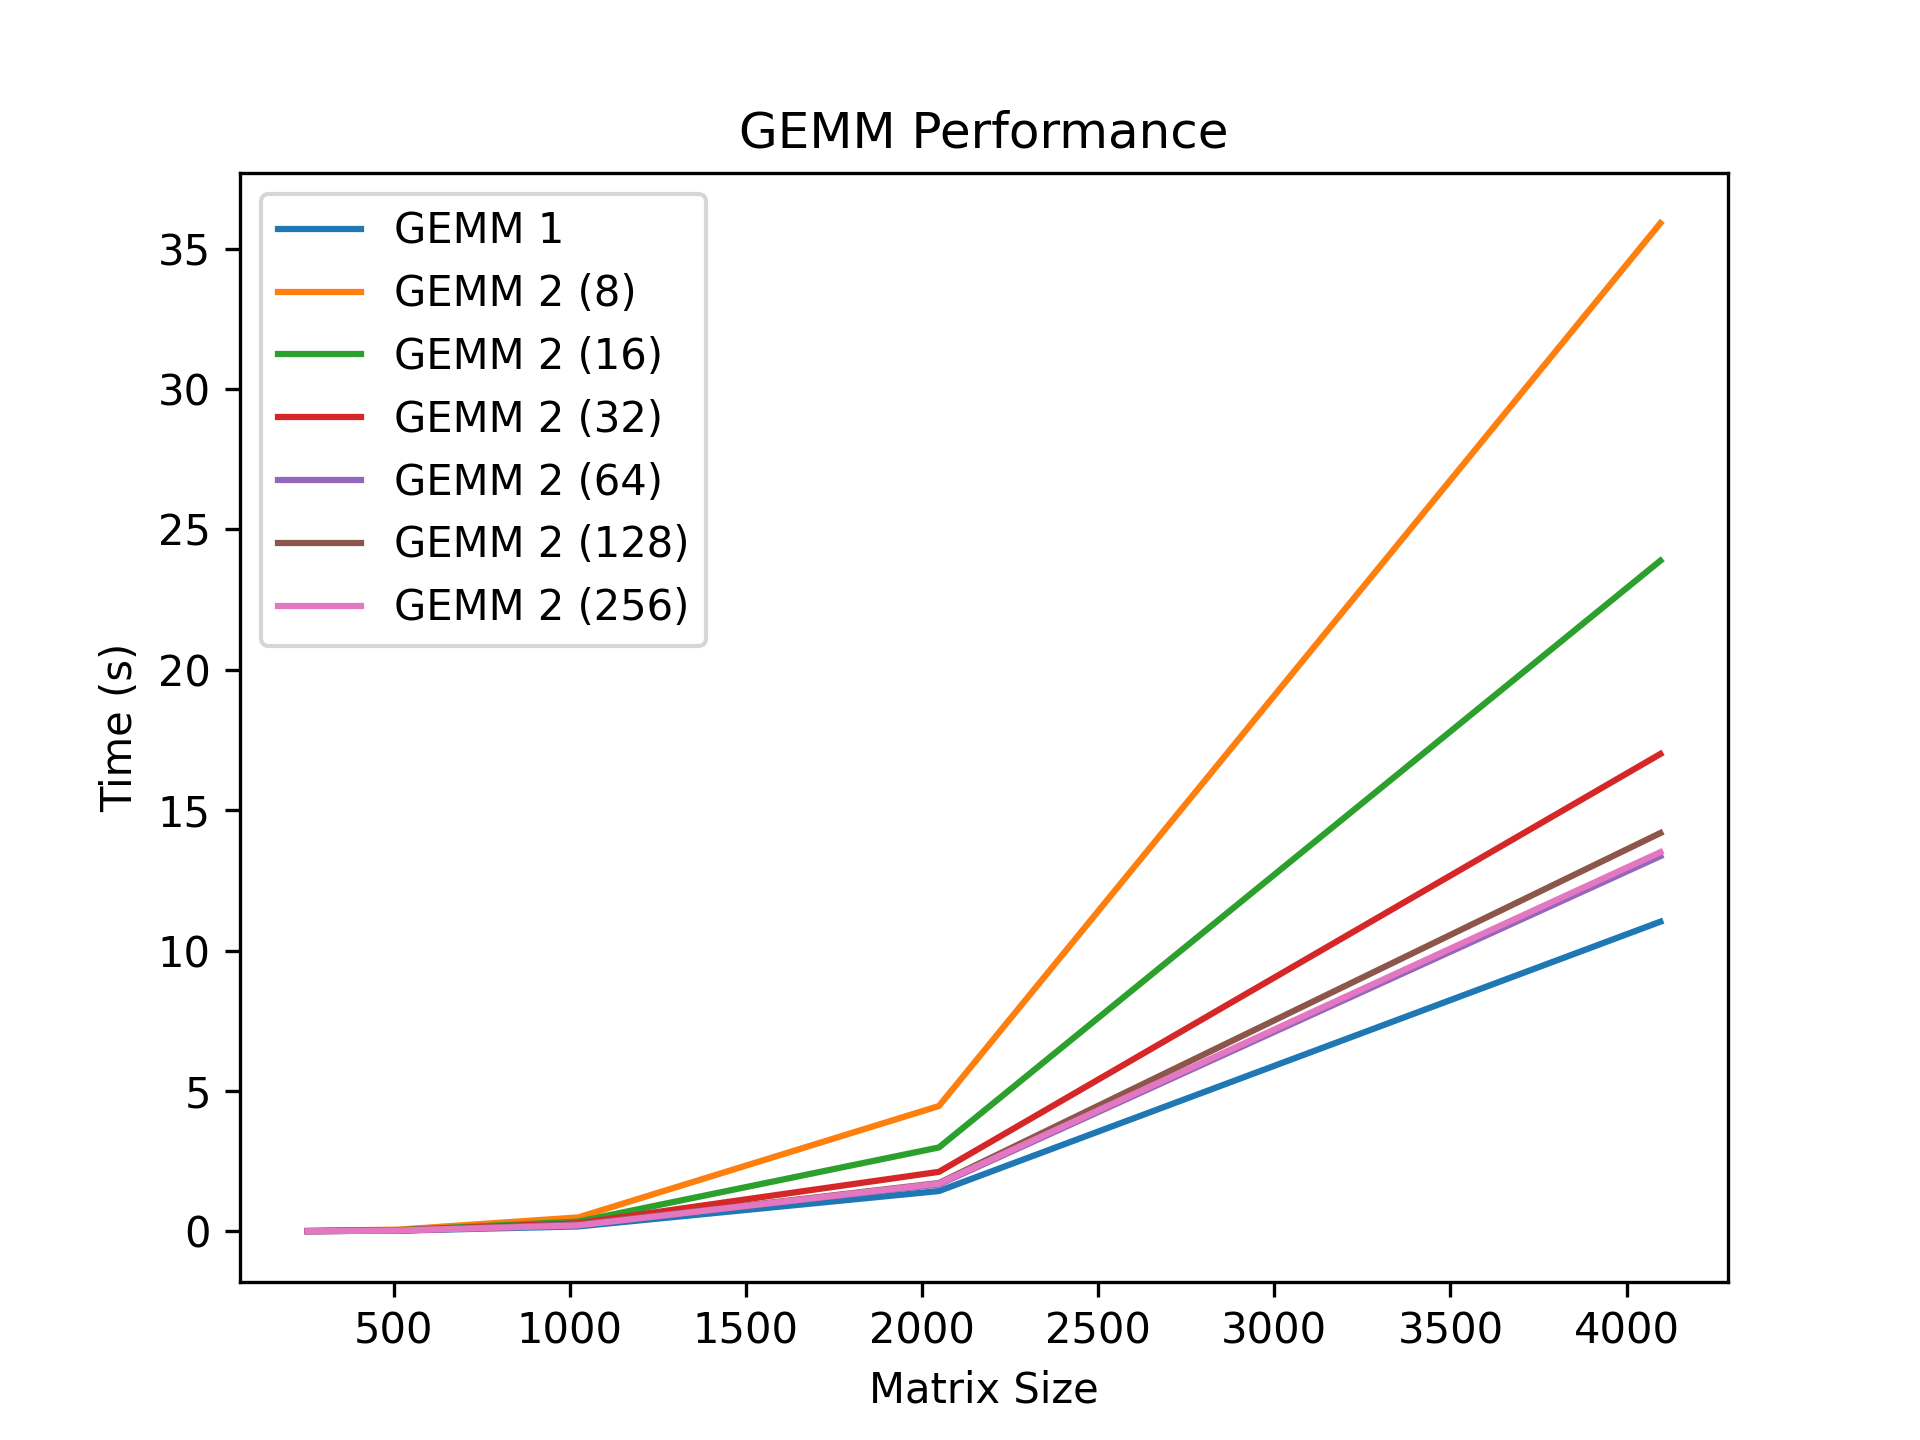 GEMM Performance
GEMM 1
GEMM 2 (8)
GEMM 2 (16)
GEMM 2 (32)
GEMM 2 (64)
GEMM 2 (128)
GEMM 2 (256)
Time (s)
35
30
25
20
15
10
5
0
500 1000 1500 2000 2500 3000 3500 4000
Matrix Size